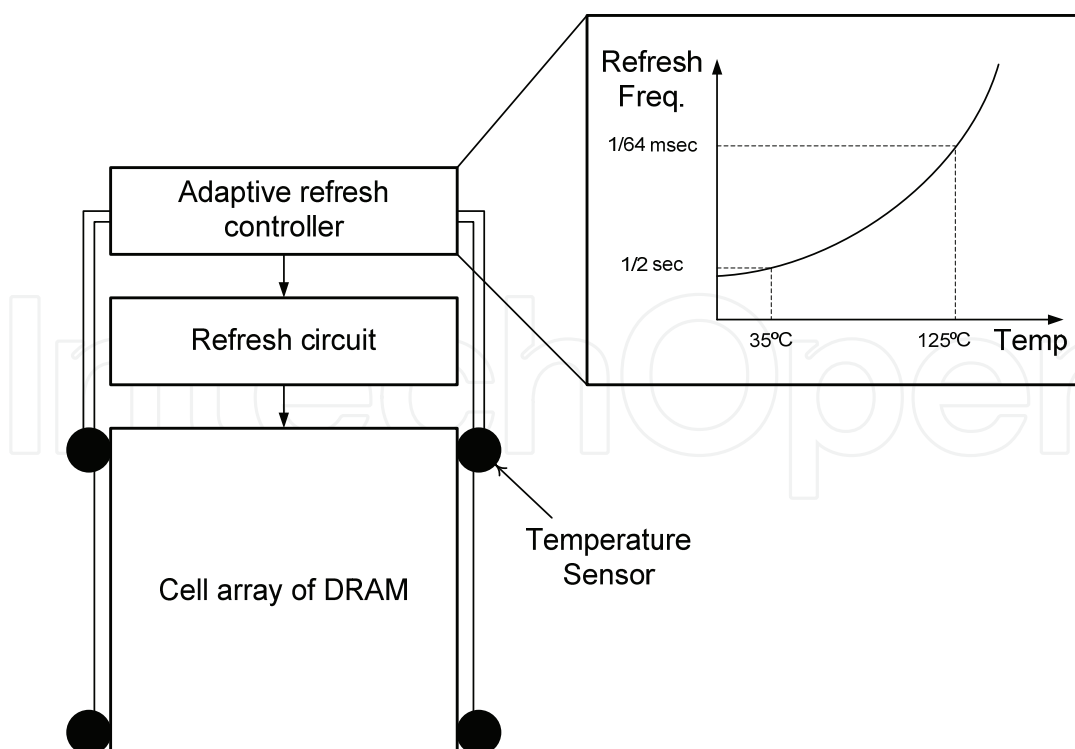 Refresh
Freq.
1/64 msec
1/2 sec
35ºC
125ºC
Temp
Adaptive refresh
controller
Refresh circuit
Cell array of DRAM
Temperature
Sensor
IntechOpen